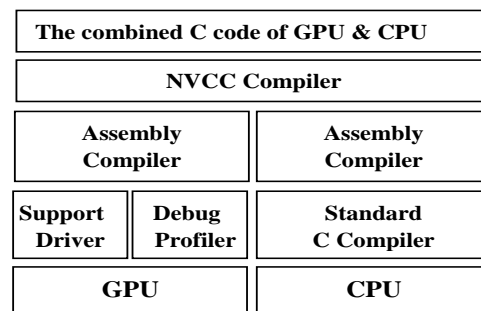 The combined C code of GPU & CPU
NVCC Compiler
Assembly
Compiler
Assembly
Compiler
Support
Driver
Debug
Profiler
Standard
C Compiler
GPU
CPU